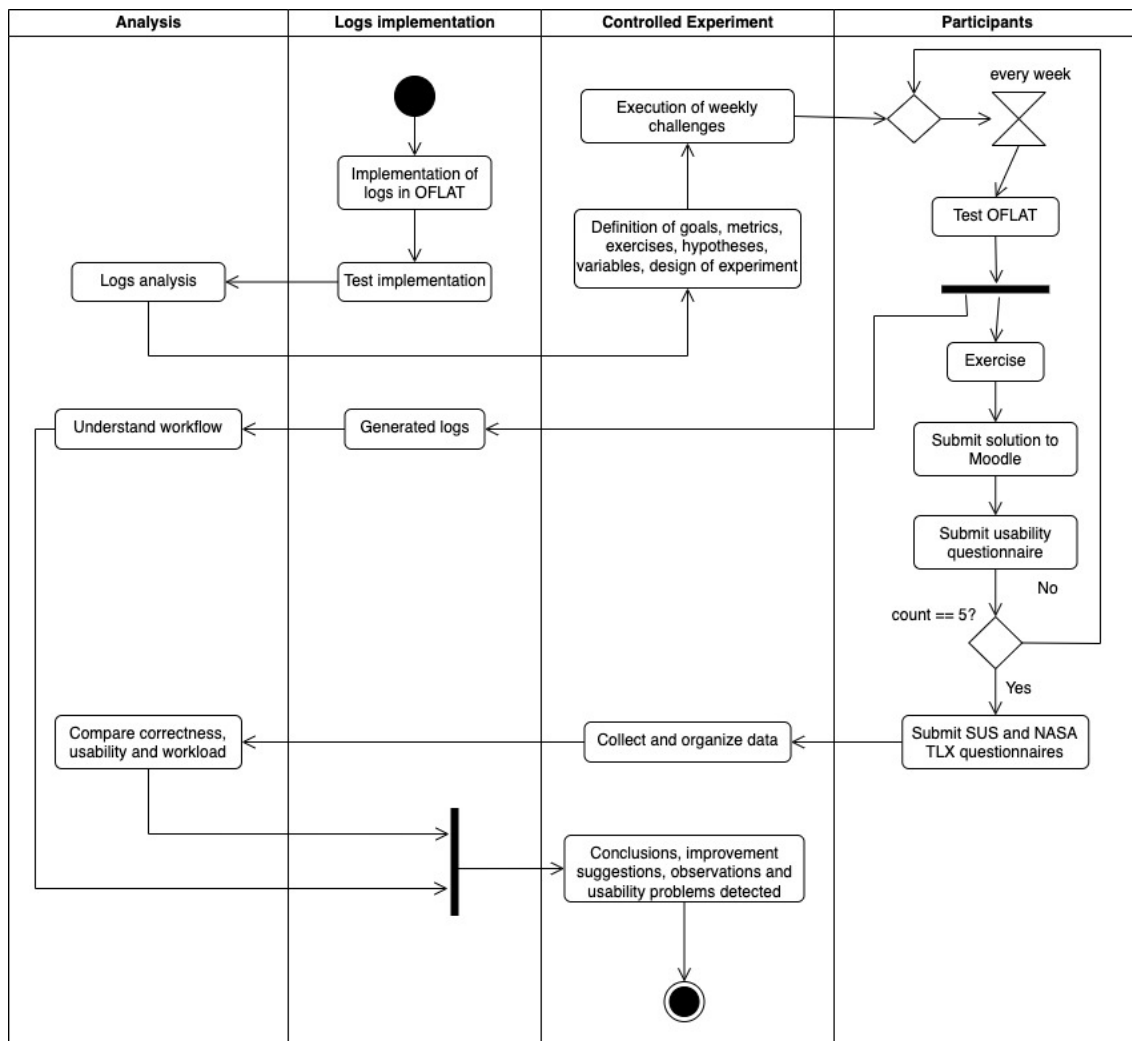 Analysis
Logs implementation
Controlled Experiment
Participants
every week
Execution of weekly
challenges
Implementation of
logs in OFLAT
Definition of goals, metrics,
exercises, hypotheses,
variables, design of experiment
Test OFLAT
Logs analysis
Test implementation
Exercise
Understand workflow
Generated logs
Submit solution to
Moodle
Submit usability
questionnaire
No
count == 5?
Yes
Compare correctness,
usability and workload
Collect and organize data
Submit SUS and NASA
TLX questionnaires
Conclusions, improvement
suggestions, observations and
usability problems detected